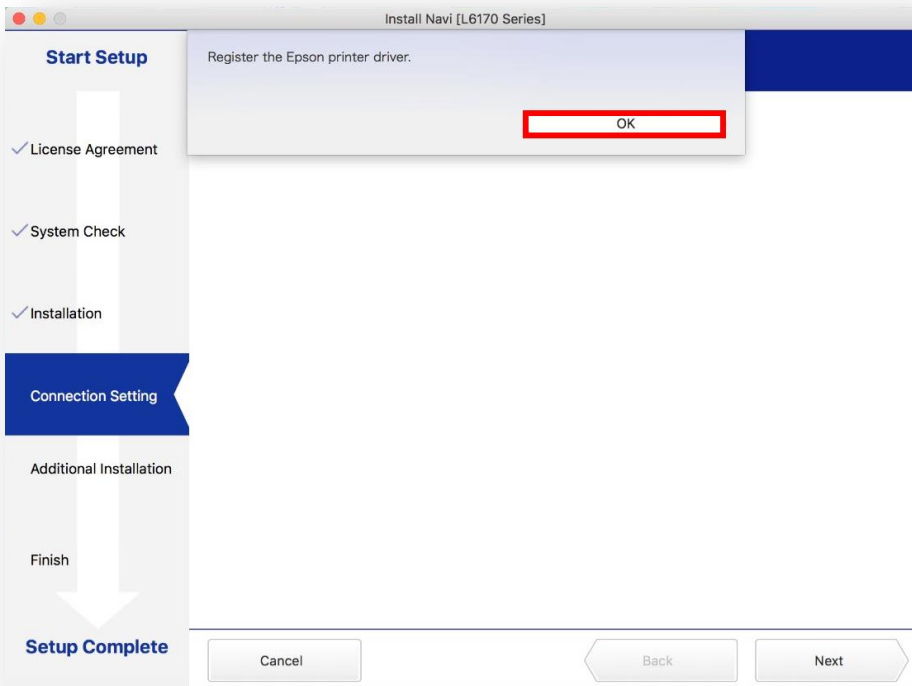 Install Navi [L6170 Series]
Start Setup
Register the Epson printer driver.
OK
License Agreement
System Check
Installation
Connection Setting
Additional Installation
Finish
Setup Complete
Cancel
Back
Next